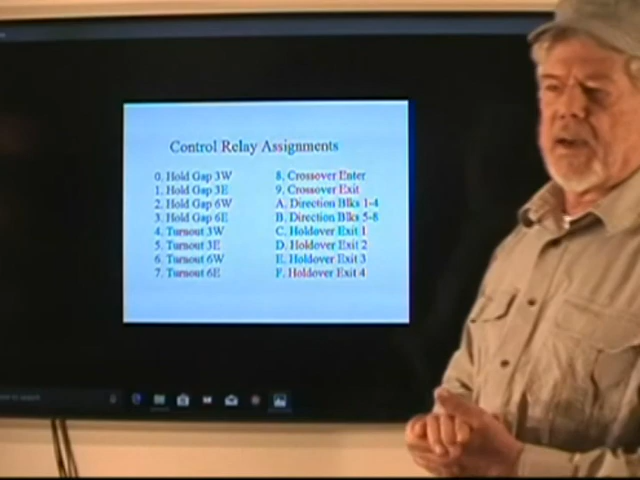 Control Relay Assignments
0. Hold Gap 3W
1. Hold Gap 3E
2. Hold Gap 6W
3. Hold Gap 6E
4. Turnout 3W
5. Turnout 3E
6. Turnout 6W
7. Turnout 6E
8. Crossover Enter
9. Crossover Exit
A. Direction Blks 1-4
B. Direction Blks 5-8
C. Holdover Exit 1
D. Holdover Exit 2
E. Holdover Exit 3
F. Holdover Exit 4